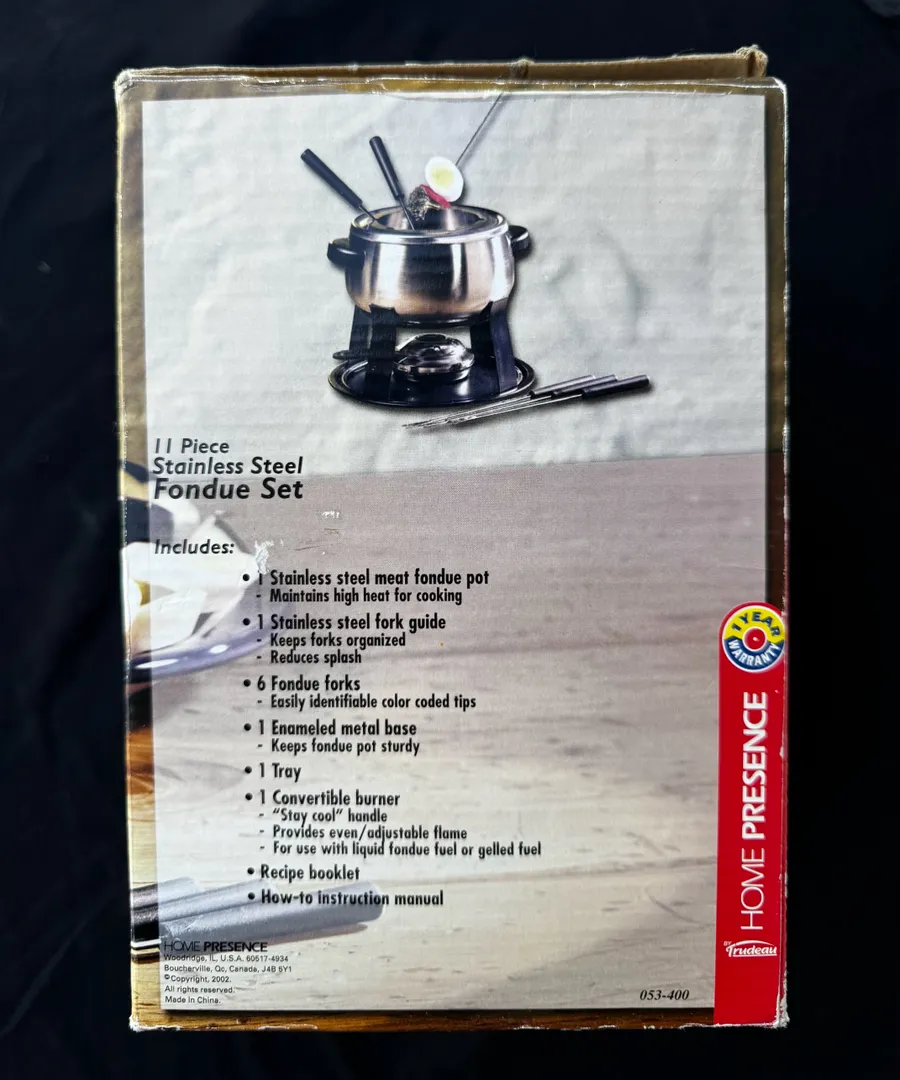 11 Piece
Stainless Steel
Fondue Set
Includes:
• 1 Stainless steel meat fondue pot
- Maintains high heat for cooking
• 1 Stainless steel fork guide
- Keeps forks organized
- Reduces splash
• 6 Fondue forks
- Easily identifiable color coded tips
• 1 Enameled metal base
- Keeps fondue pot sturdy
• 1 Tray
• 1 Convertible burner
- “Stay cool” handle
- Provides even/adjustable flame
- For use with liquid fondue fuel or gelled fuel
• Recipe booklet
• How-to instruction manual
HOME PRESENCE
Woodridge, IL, U.S.A. 60517-4934
Boucherville, Qc, Canada, J4B 5Y1
©Copyright, 2002.
All rights reserved.
Made in China.
053-400
1 YEAR
WARRANTY
HOME PRESENCE
BY
Trudeau